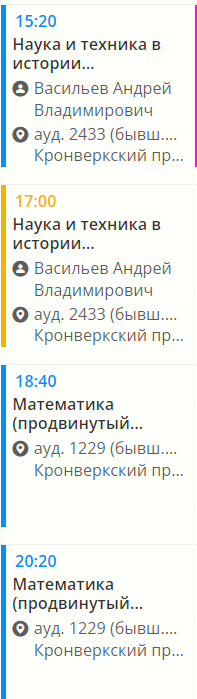 15:20
Наука и техника в
истории...
Васильев Андрей
Владимирович
ауд. 2433 (бывш....
Кронверкский пр...
17:00
Наука и техника в
истории...
Васильев Андрей
Владимирович
ауд. 2433 (бывш....
Кронверкский пр...
18:40
Математика
(продвинутый...
ауд. 1229 (бывш....
Кронверкский пр...
20:20
Математика
(продвинутый...
ауд. 1229 (бывш....
Кронверкский пр...